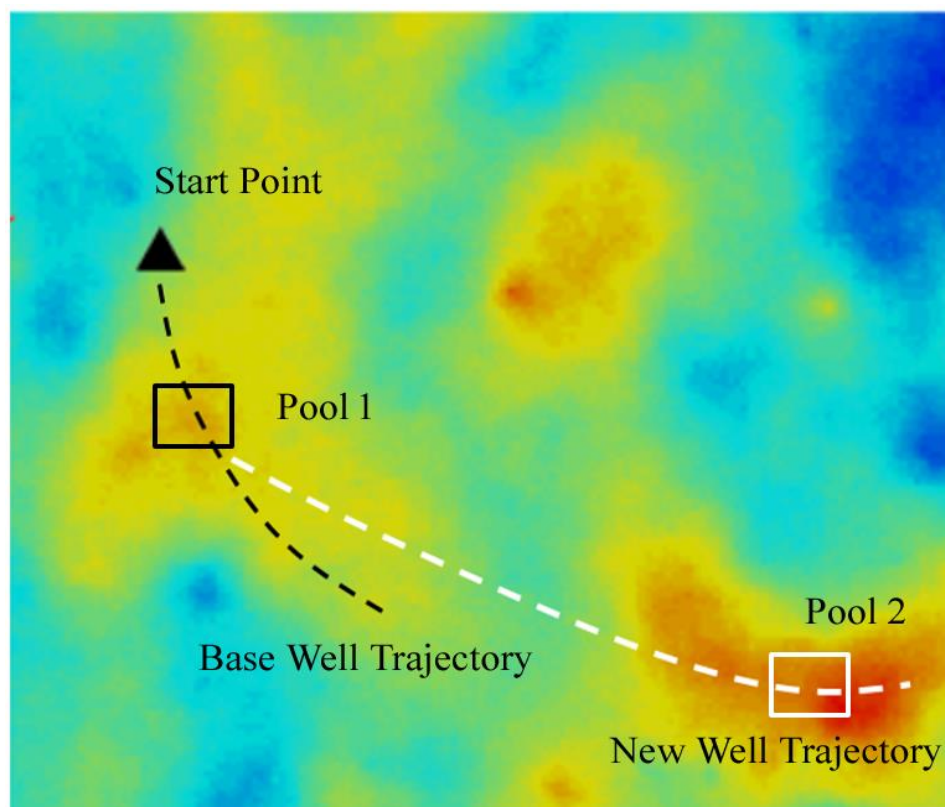 Start Point
Pool 1
Pool 2
Base Well Trajectory
New Well Trajectory